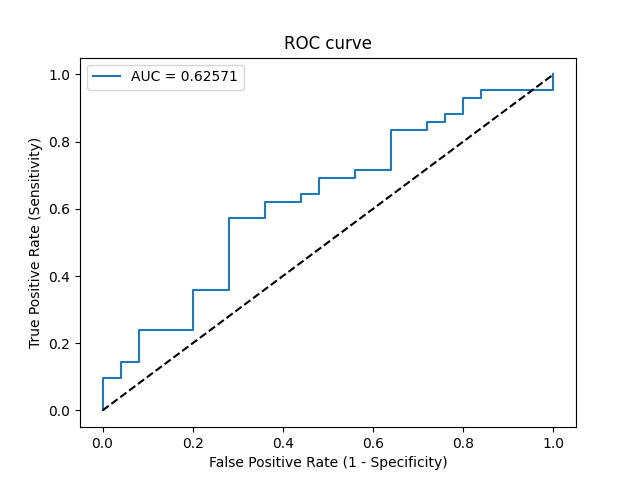 ROC curve
AUC = 0.62571
True Positive Rate (Sensitivity)
1.0
0.8
0.6
0.4
0.2
0.0
0.0 0.2 0.4 0.6 0.8 1.0
False Positive Rate (1 - Specificity)